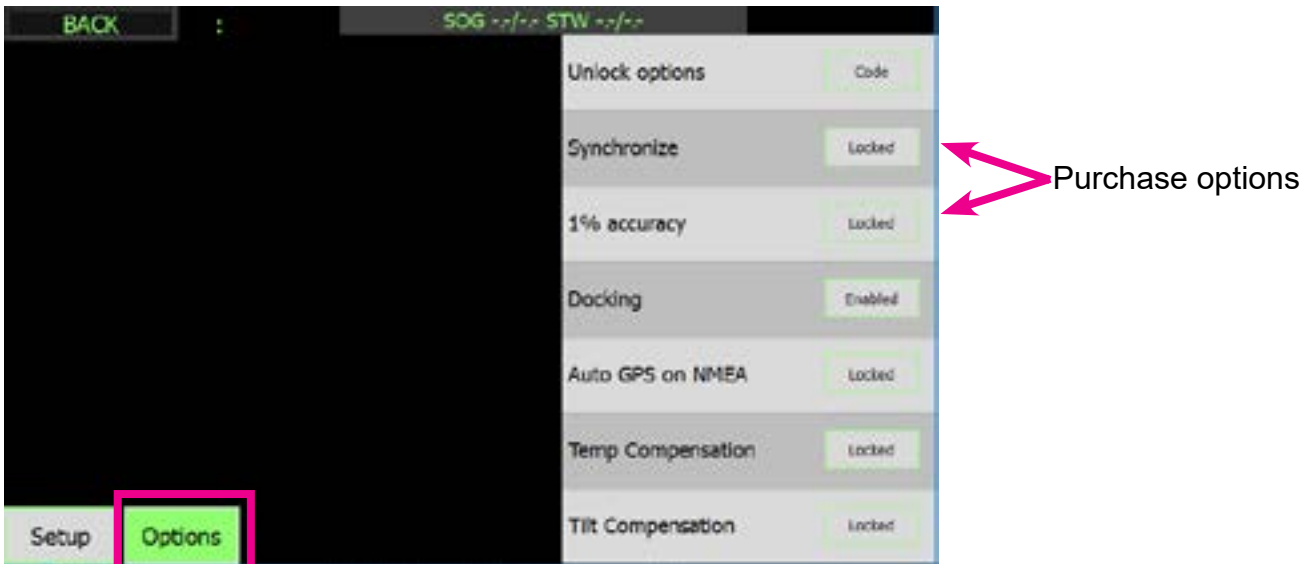 BACK : SOG -.-/-.- STW -.-/-.-
Unlock options Code
Synchronize Locked
Purchase options
1% accuracy Locked
Docking Enabled
Auto GPS on NMEA Locked
Temp Compensation Locked
Tilt Compensation Locked
Setup Options